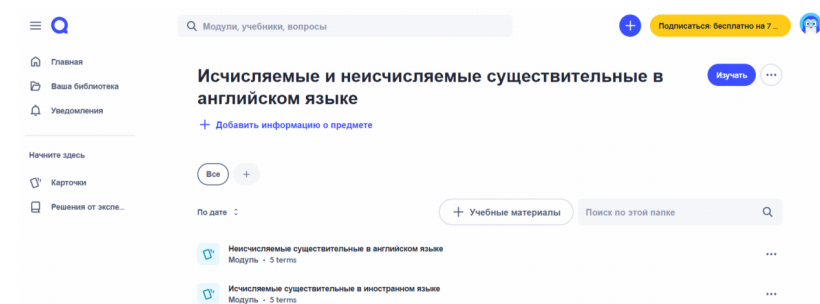 Модули, учебники, вопросы
+
Подписаться: бесплатно на 7 ...
Главная
Ваша библиотека
Уведомления
Начните здесь
Карточки
Решения от экспе...
Исчисляемые и неисчисляемые существительные в
английском языке
Изучать
+ Добавить информацию о предмете
Все
+
По дате
+ Учебные материалы
Поиск по этой папке
Неисчисляемые существительные в английском языке
Модуль • 5 terms
Исчисляемые существительные в иностранном языке
Модуль • 5 terms